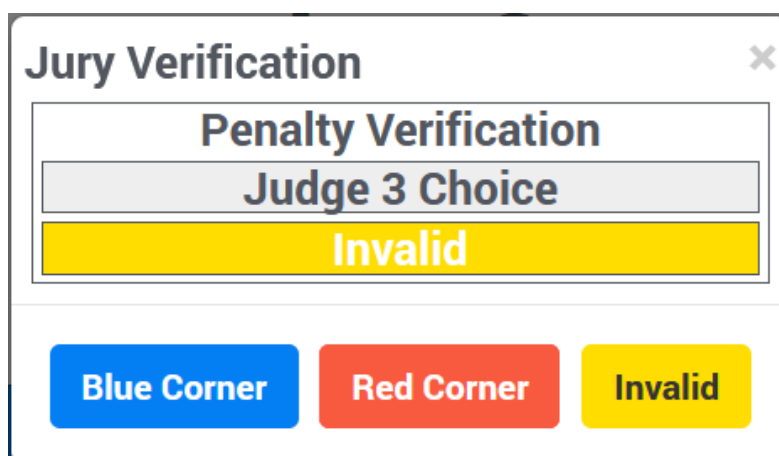 Jury Verification
×
Penalty Verification
Judge 3 Choice
Invalid
Blue Corner
Red Corner
Invalid